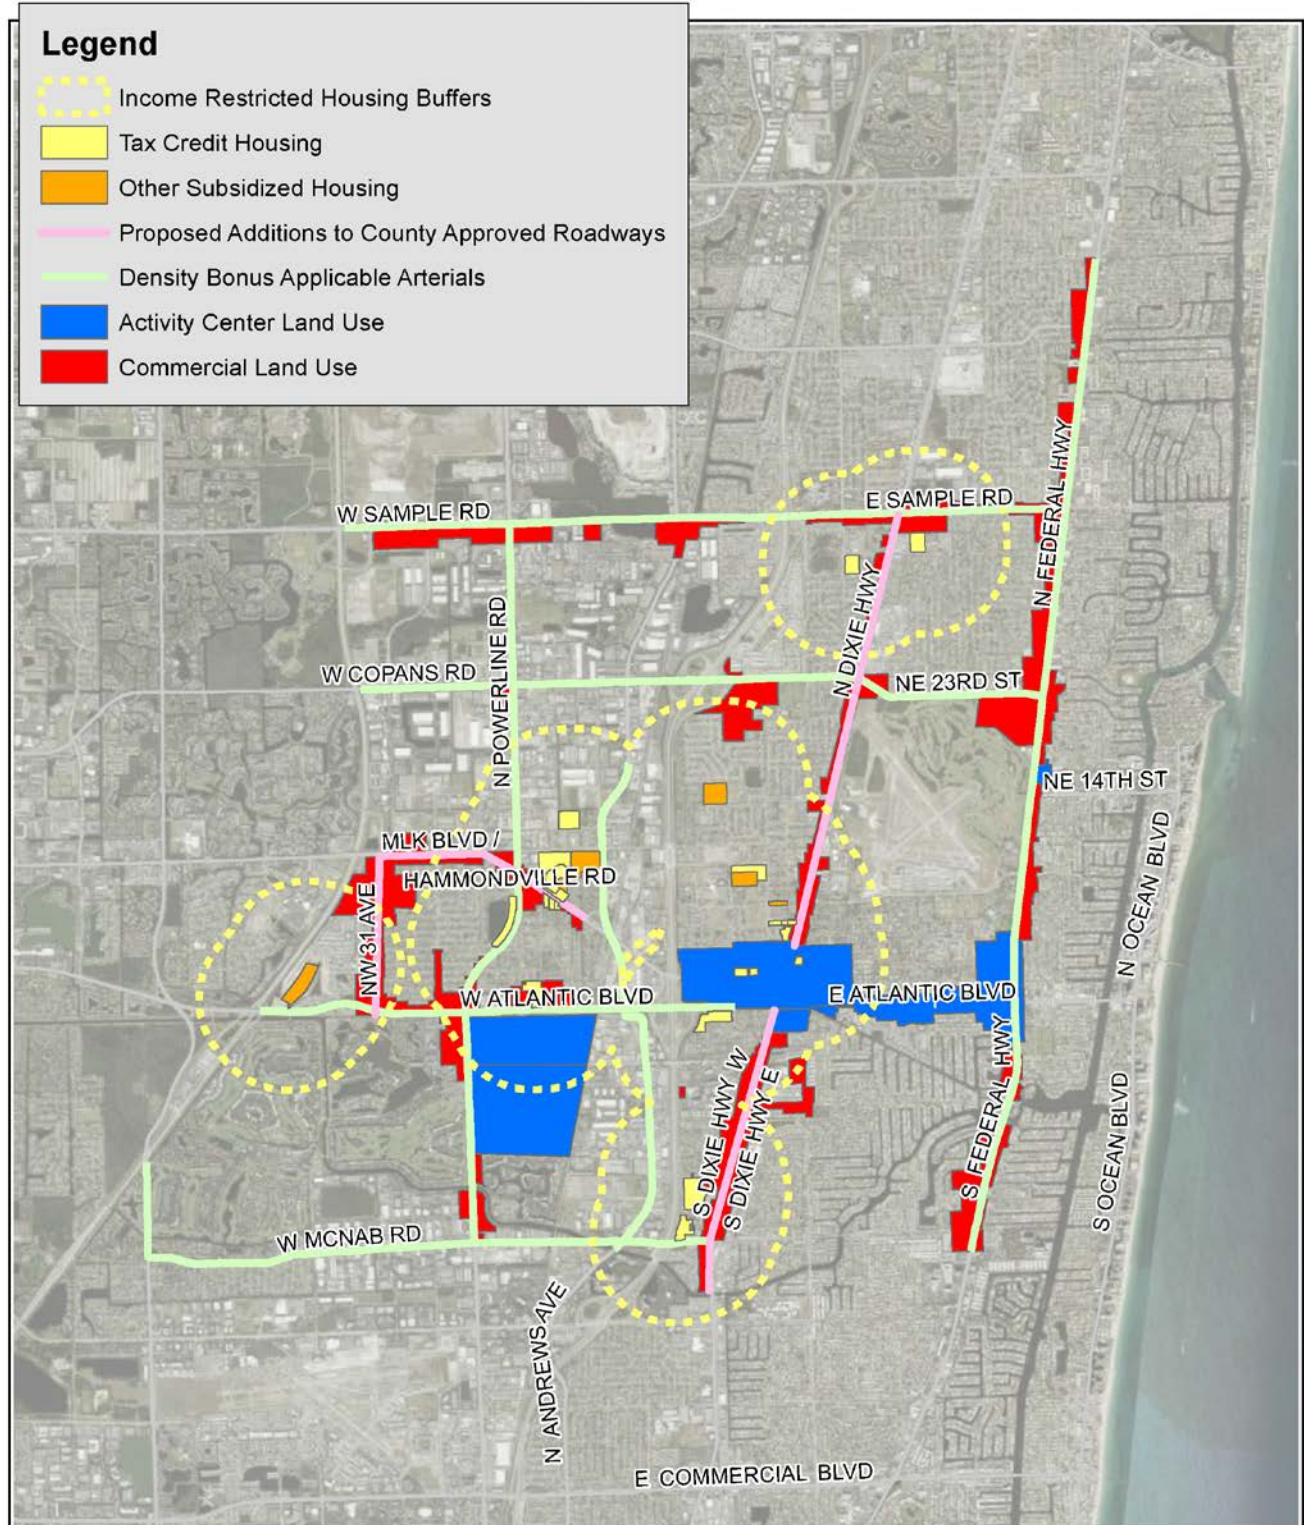 Legend
Income Restricted Housing Buffers
Tax Credit Housing
Other Subsidized Housing
Proposed Additions to County Approved Roadways
Density Bonus Applicable Arterials
Activity Center Land Use
Commercial Land Use
W SAMPLE RD
E SAMPLE RD
N FEDERAL HWY
N POWERLINE RD
N DIXIE HWY
W COPANS RD
NE 23RD ST
NE 14TH ST
MLK BLVD /
HAMMONDVILLE RD
NW 31 AVE
N OCEAN BLVD
W ATLANTIC BLVD
E ATLANTIC BLVD
S DIXIE HWY W
S DIXIE HWY E
S FEDERAL HWY
S OCEAN BLVD
W MCNAB RD
N ANDREWS AVE
E COMMERCIAL BLVD